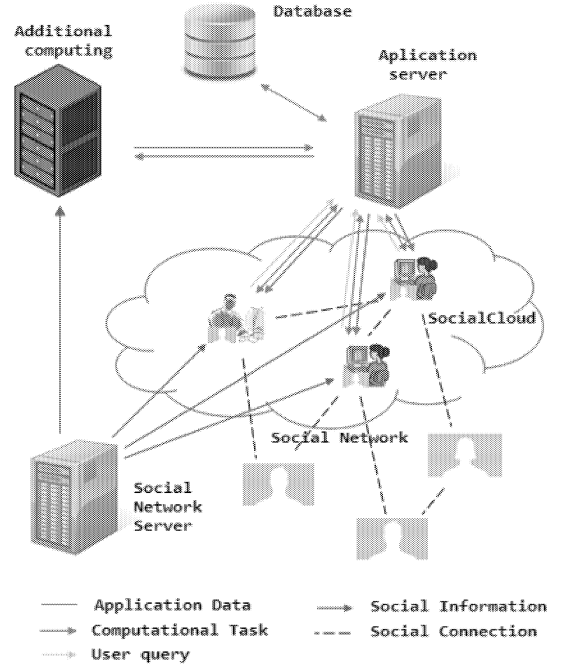 Database
Additional
computing
Aplication
server
SocialCloud
Social Network
Social
Network
Server
Application Data
Social Information
Computational Task
Social Connection
User query